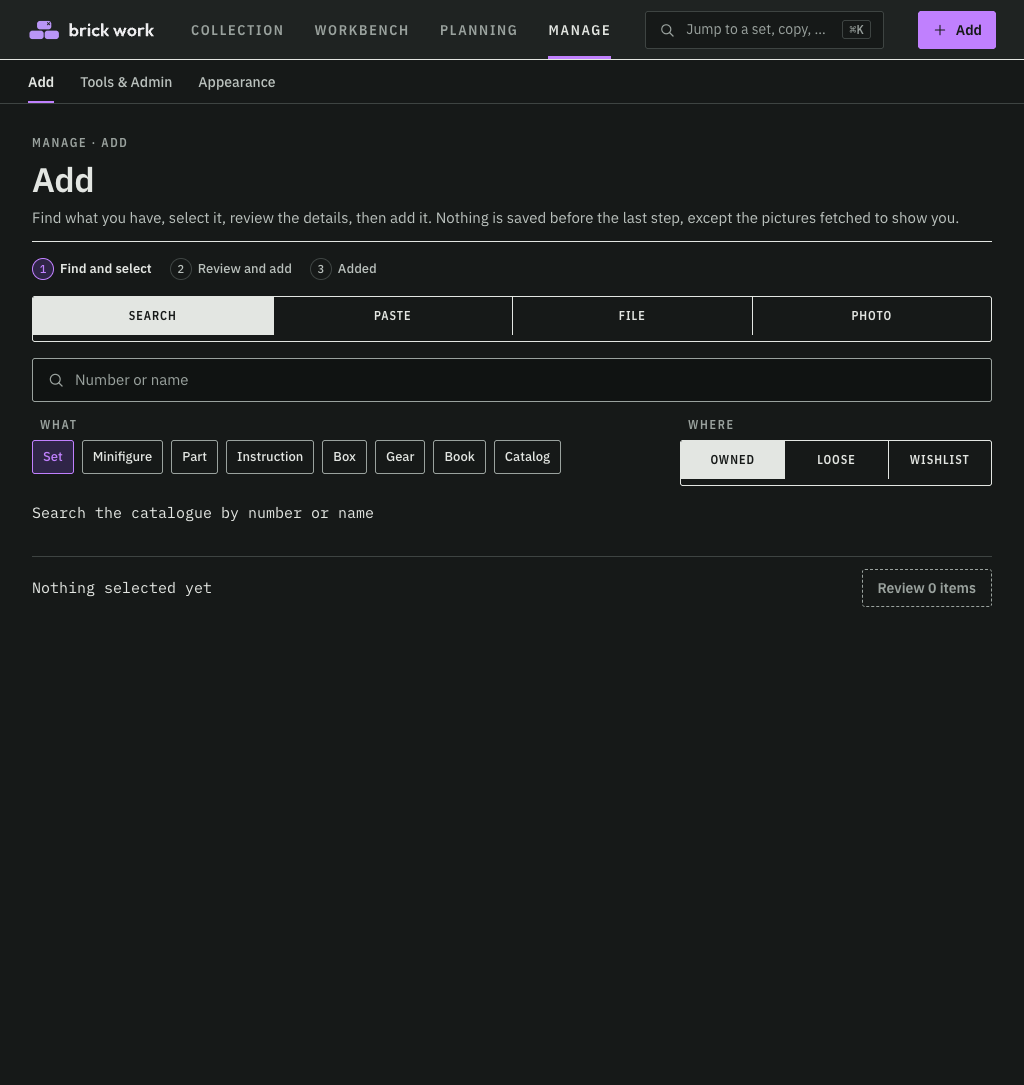 brick work
COLLECTION
WORKBENCH
PLANNING
MANAGE
Jump to a set, copy, ...
⌘K
+ Add
Add
Tools & Admin
Appearance
MANAGE · ADD
Add
Find what you have, select it, review the details, then add it. Nothing is saved before the last step, except the pictures fetched to show you.
1 Find and select
2 Review and add
3 Added
SEARCH
PASTE
FILE
PHOTO
Number or name
WHAT
Set
Minifigure
Part
Instruction
Box
Gear
Book
Catalog
WHERE
OWNED
LOOSE
WISHLIST
Search the catalogue by number or name
Nothing selected yet
Review 0 items